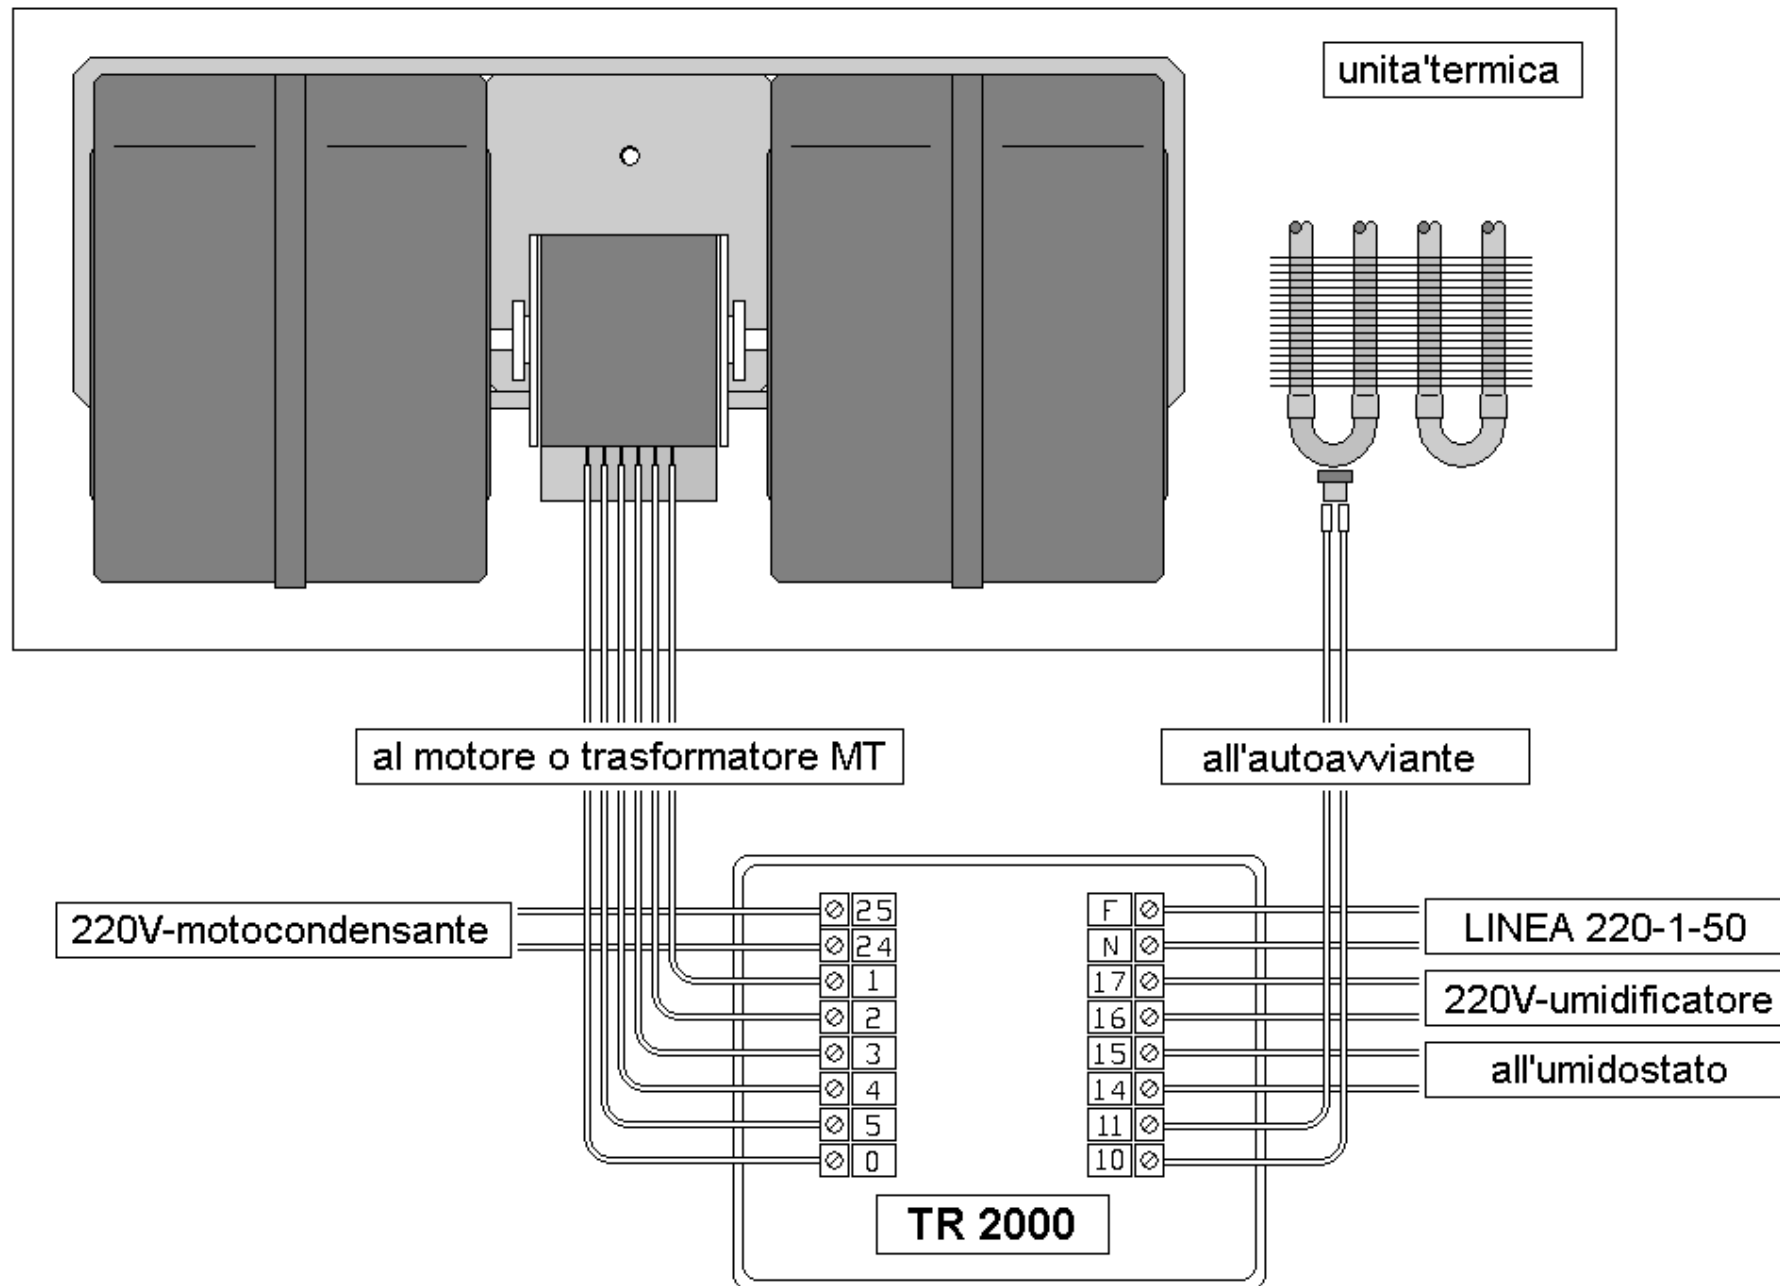 unita'termica
al motore o trasformatore MT
all'autoavviante
220V-motocondensante
25
24
1
2
3
4
5
0
F
N
17
16
15
14
11
10
LINEA 220-1-50
220V-umidificatore
all'umidostato
TR 2000